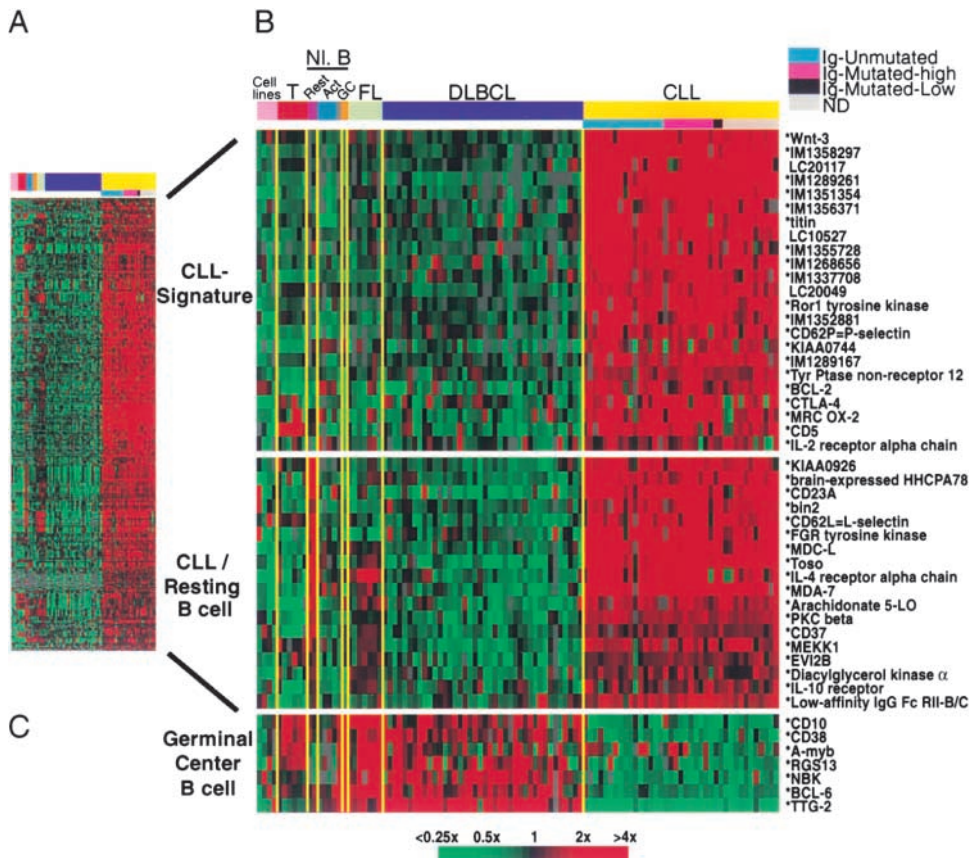 A
B
Nl. B
Cell lines
T
Rest
Act
GC
FL
DLBCL
CLL
Ig-Unmutated
Ig-Mutated-high
Ig-Mutated-Low
ND
CLL-
Signature
*Wnt-3
*IM1358297
LC20117
*IM1289261
*IM1351354
*IM1356371
*titin
LC10527
*IM1355728
*IM1268656
*IM1337708
LC20049
*Ror1 tyrosine kinase
*IM1352881
*CD62P=P-selectin
*KIAA0744
*IM1289167
*Tyr Ptase non-receptor 12
*BCL-2
*CTLA-4
*MRC OX-2
*CD5
*IL-2 receptor alpha chain
CLL /
Resting
B cell
*KIAA0926
*brain-expressed HHCPA78
*CD23A
*bin2
*CD62L=L-selectin
*FGR tyrosine kinase
*MDC-L
*Toso
*IL-4 receptor alpha chain
*MDA-7
*Arachidonate 5-LO
*PKC beta
*CD37
*MEKK1
*EVI2B
*Diacylglycerol kinase α
*IL-10 receptor
*Low-affinity IgG Fc RII-B/C
C
Germinal
Center
B cell
*CD10
*CD38
*A-myb
*RGS13
*NBK
*BCL-6
*TTG-2
<0.25x 0.5x 1 2x >4x